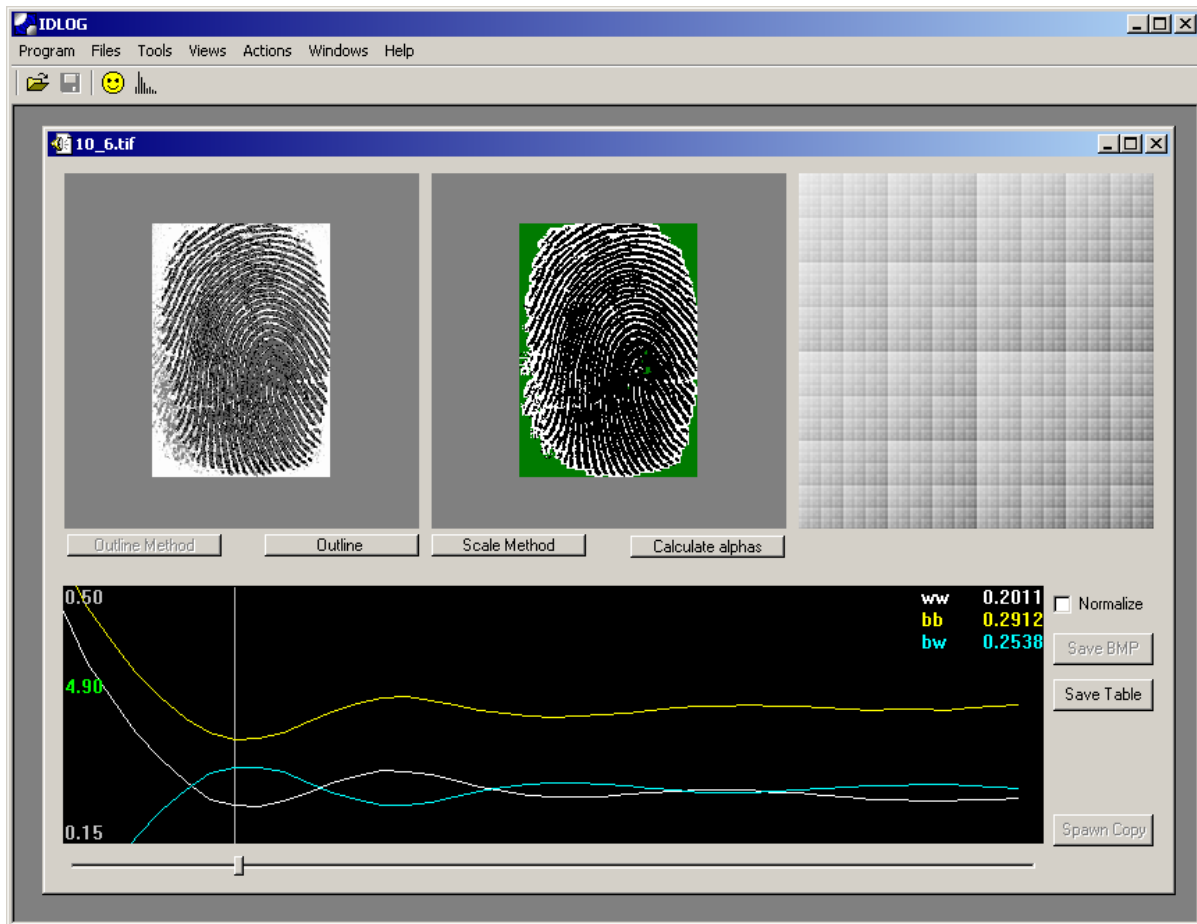 IDLOG
Program Files Tools Views Actions Windows Help
10_6.tif
Outline Method Outline Scale Method Calculate alphas
0.50
ww 0.2011
bb 0.2912
bw 0.2538
4.90
0.15
Normalize
Save BMP
Save Table
Spawn Copy